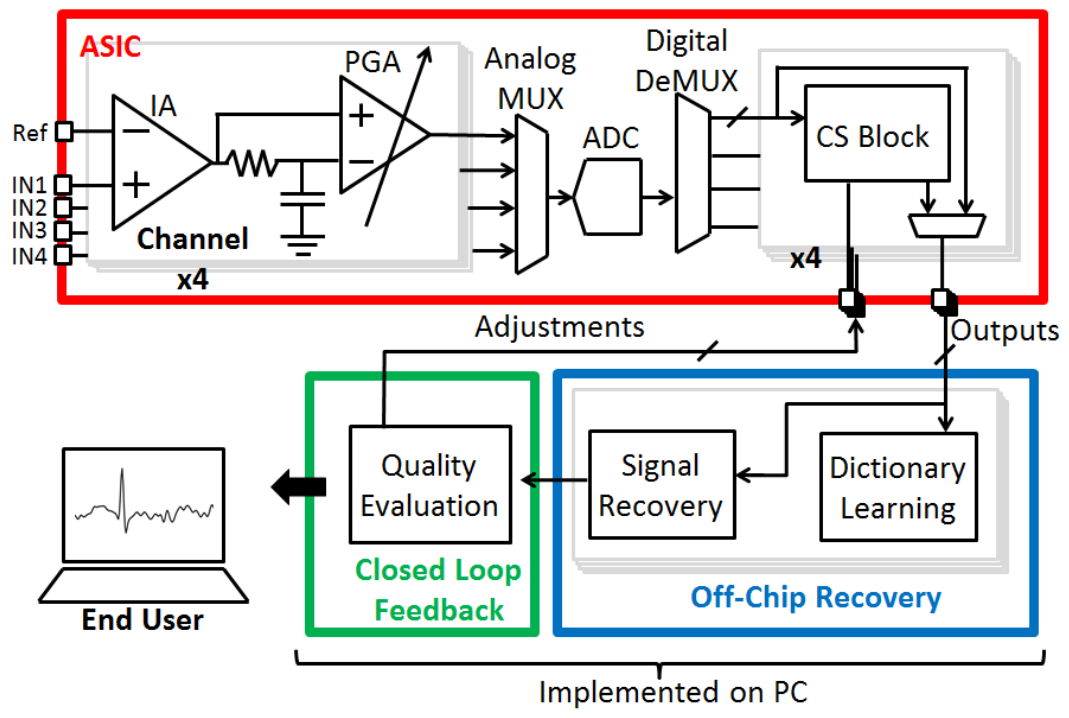 ASIC
PGA
Analog
MUX
Digital
DeMUX
IA
ADC
CS Block
Ref
−
+
+
−
IN1
IN2
IN3
IN4
Channel
x4
x4
Adjustments
Outputs
Quality
Evaluation
Signal
Recovery
Dictionary
Learning
Closed Loop
Feedback
Off-Chip Recovery
End User
Implemented on PC